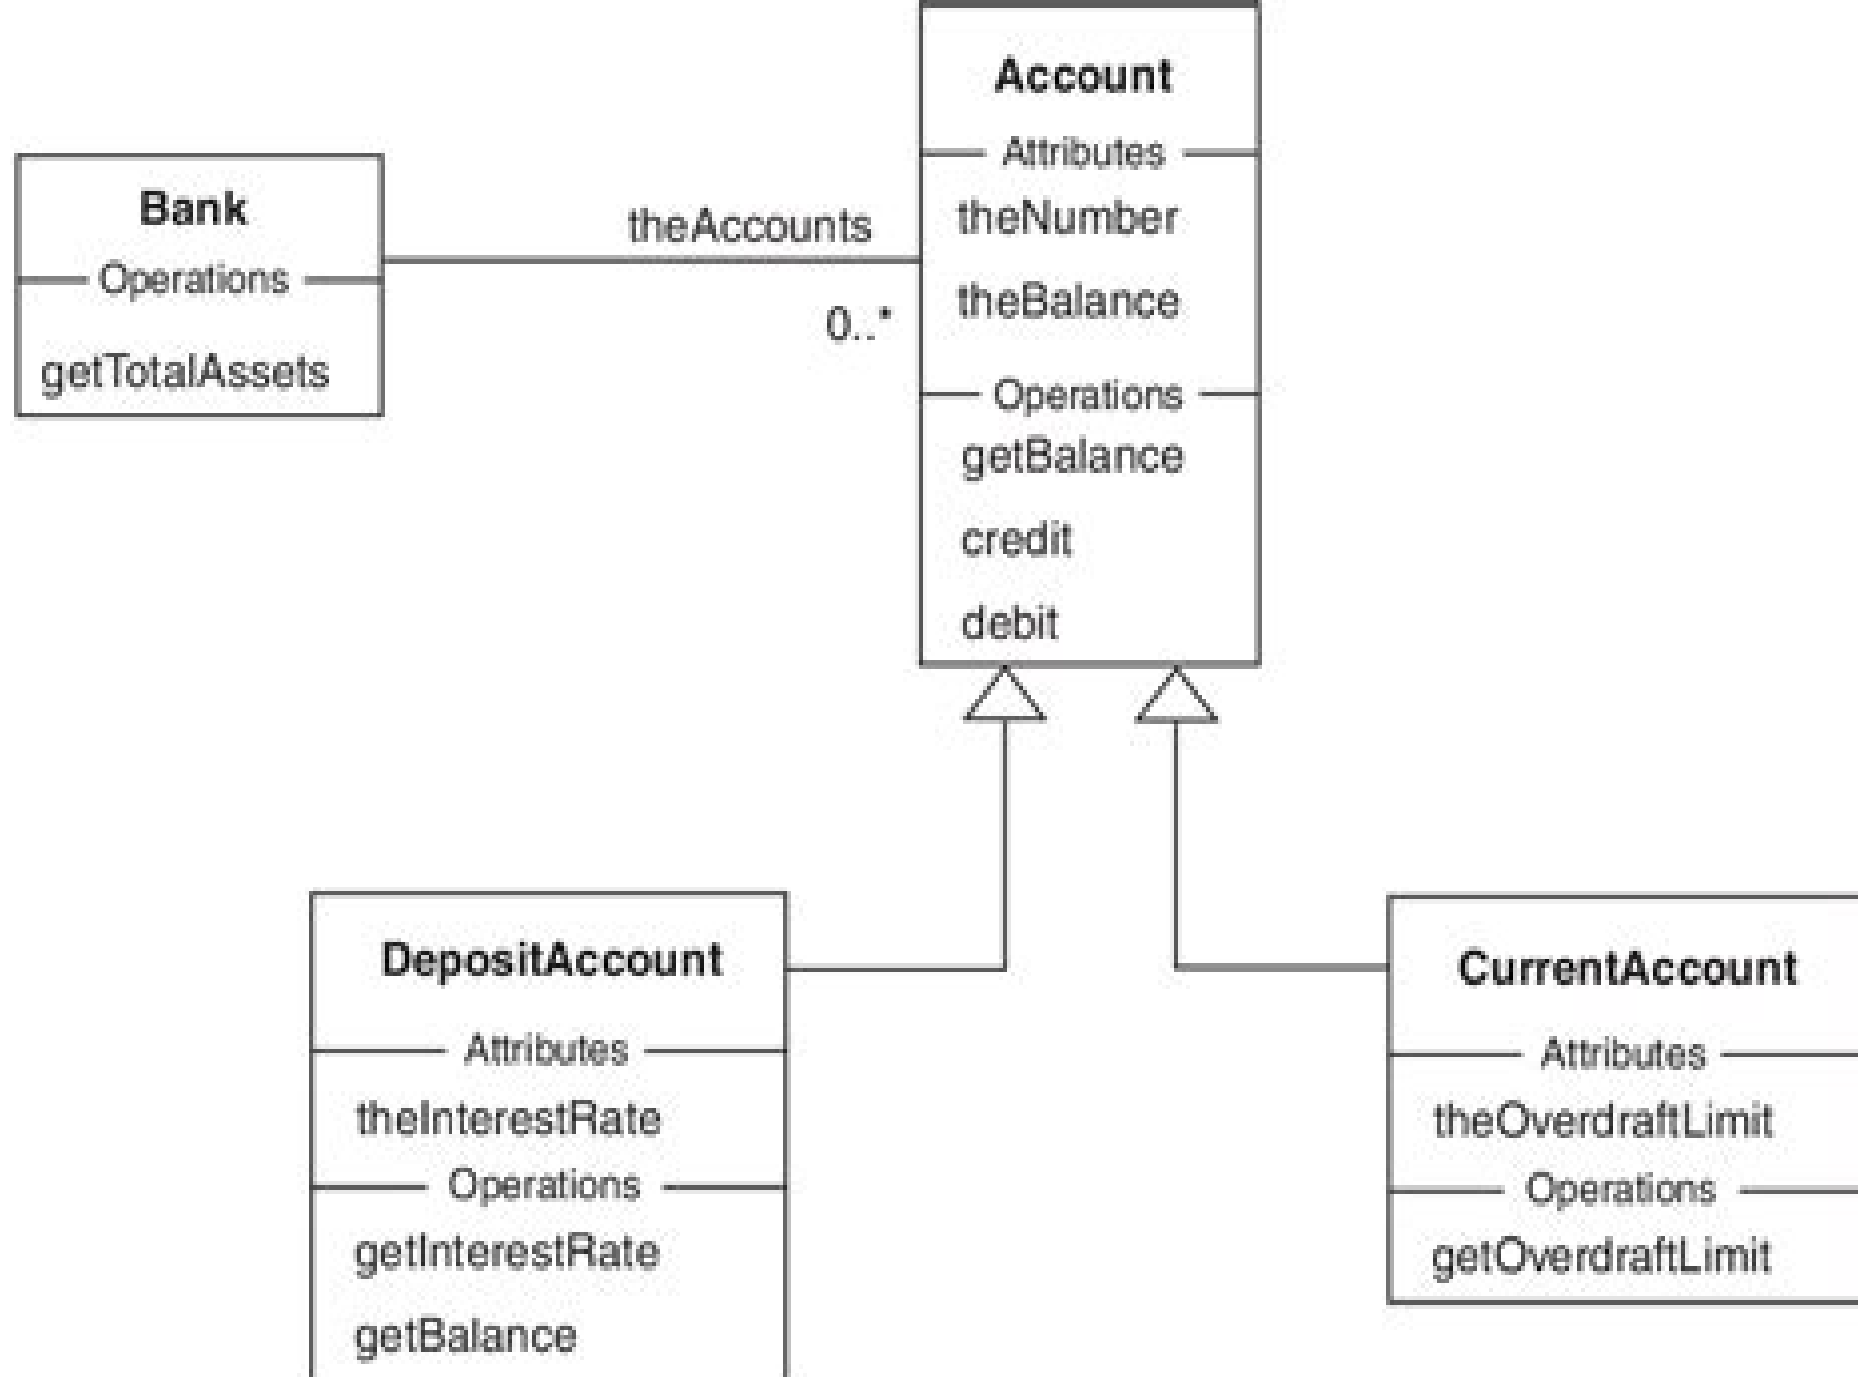 Account
Attributes
theNumber
theBalance
Operations
getBalance
credit
debit
Bank
Operations
getTotalAssets
theAccounts
0..*
DepositAccount
Attributes
theInterestRate
Operations
getInterestRate
getBalance
CurrentAccount
Attributes
theOverdraftLimit
Operations
getOverdraftLimit